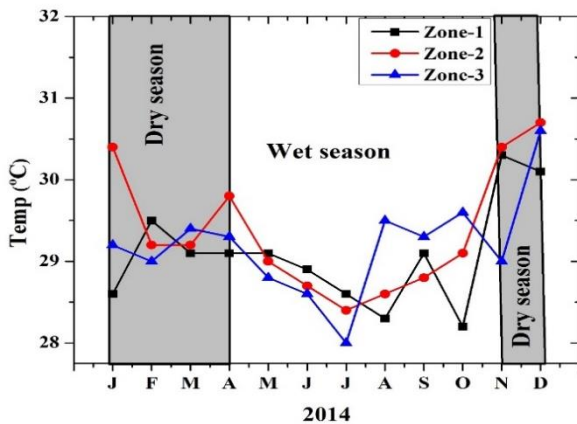 32
31
30
29
28
Temp (ºC)
Dry season
Wet season
Zone-1
Zone-2
Zone-3
Dry season
J F M A M J J A S O N D
2014